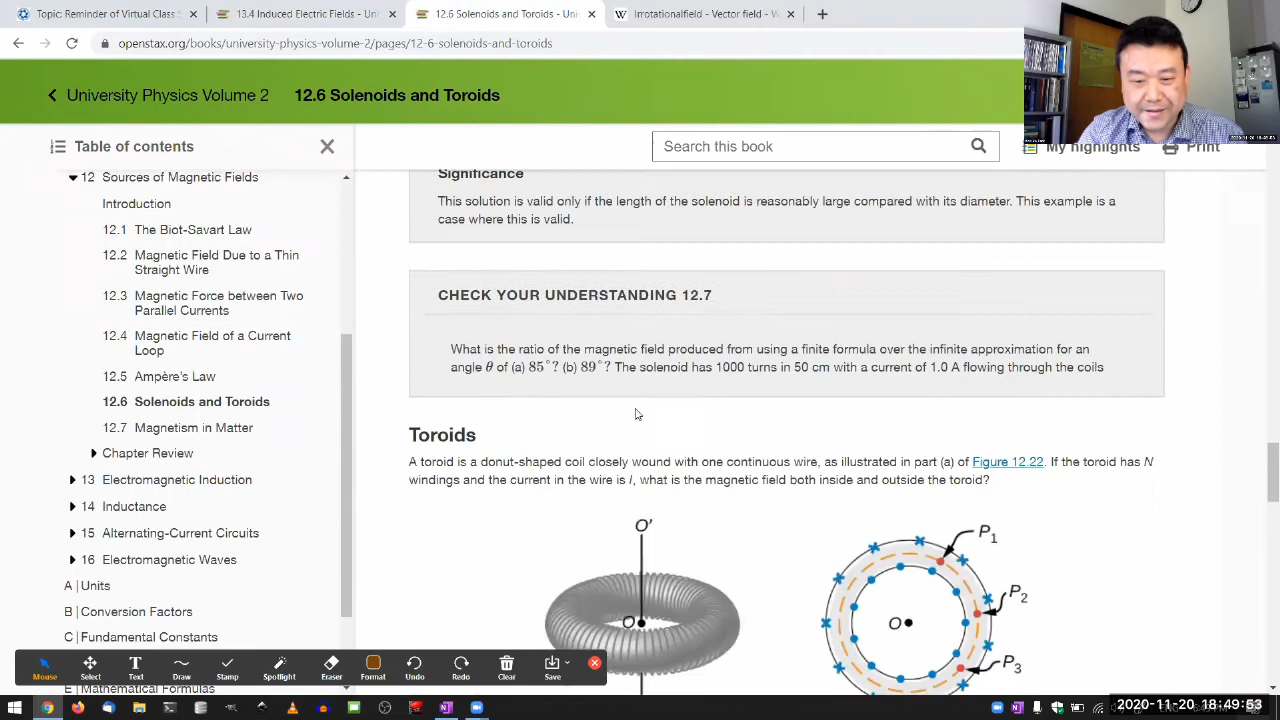 Topic: Reminder of Virtual Class S
13.4 Induced Electric Fields - Uni
12.6 Solenoids and Toroids - Uni
Irrotationalfield - Vector field - W
openstax.org/books/university-physics-volume-2/pages/12-6-solenoids-and-toroids
University Physics Volume 2
12.6 Solenoids and Toroids
Table of contents
Search this book
My highlights
Print
12 Sources of Magnetic Fields
Introduction
12.1 The Biot-Savart Law
12.2 Magnetic Field Due to a Thin
Straight Wire
12.3 Magnetic Force between Two
Parallel Currents
12.4 Magnetic Field of a Current
Loop
12.5 Ampère's Law
12.6 Solenoids and Toroids
12.7 Magnetism in Matter
Chapter Review
13 Electromagnetic Induction
14 Inductance
15 Alternating-Current Circuits
16 Electromagnetic Waves
A | Units
B | Conversion Factors
C | Fundamental Constants
E | Mathematical Formulas
Significance
This solution is valid only if the length of the solenoid is reasonably large compared with its diameter. This example is a
case where this is valid.
CHECK YOUR UNDERSTANDING 12.7
What is the ratio of the magnetic field produced from using a finite formula over the infinite approximation for an
angle θ of (a) 85°? (b) 89°? The solenoid has 1000 turns in 50 cm with a current of 1.0 A flowing through the coils
Toroids
A toroid is a donut-shaped coil closely wound with one continuous wire, as illustrated in part (a) of Figure 12.22. If the toroid has N
windings and the current in the wire is I, what is the magnetic field both inside and outside the toroid?
O'
O
P1
P2
O
P3
Mouse
Select
Text
Draw
Stamp
Spotlight
Eraser
Format
Undo
Redo
Clear
Save
2020-11-20 18:49:53